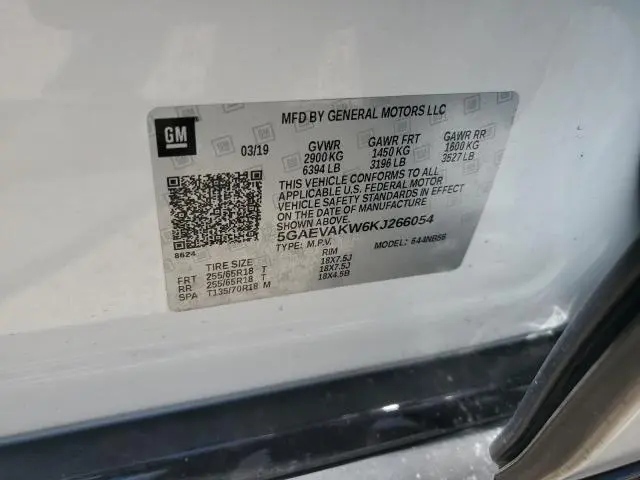 MFD BY GENERAL MOTORS LLC
GM
03/19 GVWR GAWR FRT GAWR RR
2900 KG 1450 KG 1600 KG
6394 LB 3196 LB 3527 LB
THIS VEHICLE CONFORMS TO ALL
APPLICABLE U.S. FEDERAL MOTOR
VEHICLE SAFETY STANDARDS IN EFFECT
ON THE DATE OF MANUFACTURE
SHOWN ABOVE.
5GAEVAKW6KJ266054
TYPE: M.P.V. MODEL: 644NB56
8624
TIRE SIZE RIM
FRT 255/65R18 T 18X7.5J
RR 255/65R18 T 18X7.5J
SPA T135/70R18 M 18X4.5B